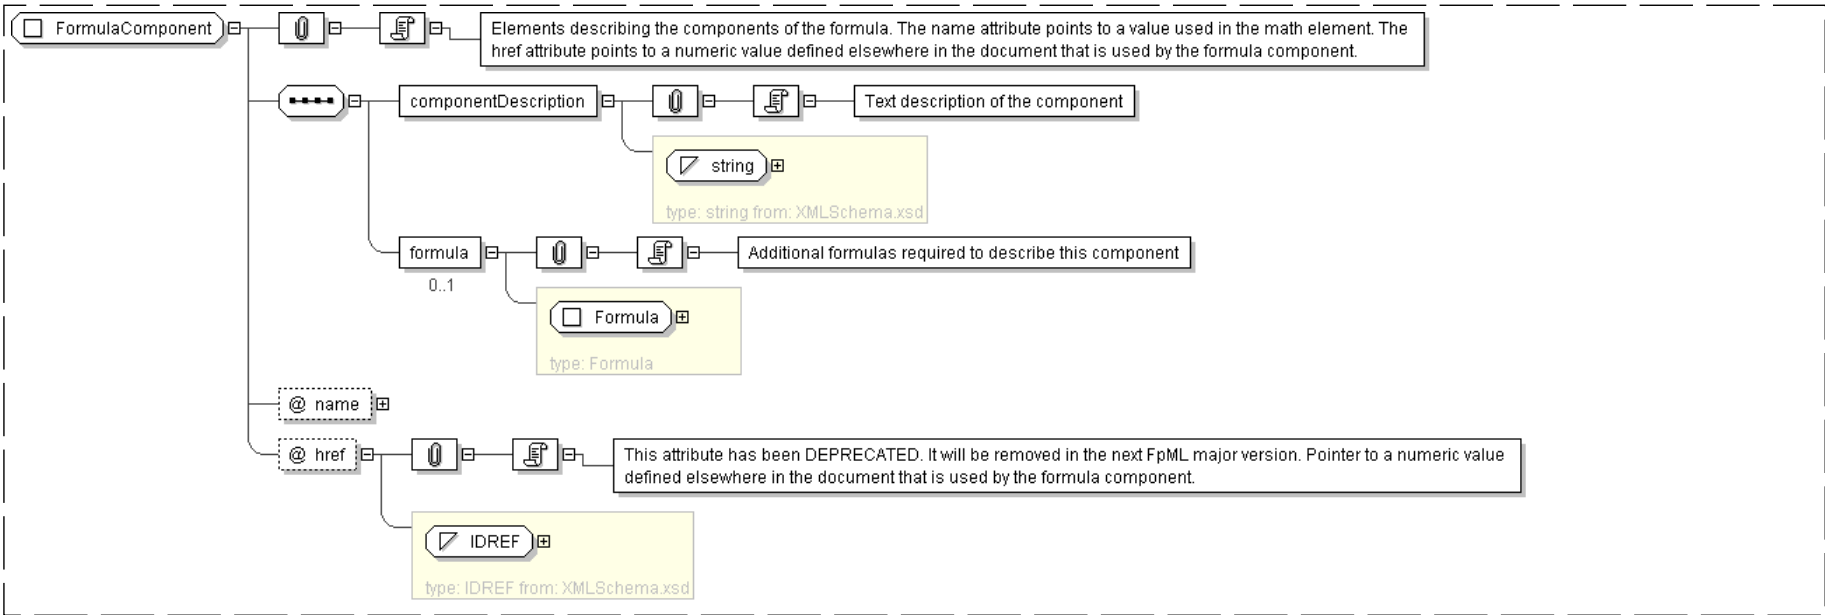 FormulaComponent
Elements describing the components of the formula. The name attribute points to a value used in the math element. The
href attribute points to a numeric value defined elsewhere in the document that is used by the formula component.
componentDescription
Text description of the component
string
type: string from: XMLSchema.xsd
formula
Additional formulas required to describe this component
0..1
Formula
type: Formula
@ name
@ href
This attribute has been DEPRECATED. It will be removed in the next FpML major version. Pointer to a numeric value
defined elsewhere in the document that is used by the formula component.
IDREF
type: IDREF from: XMLSchema.xsd